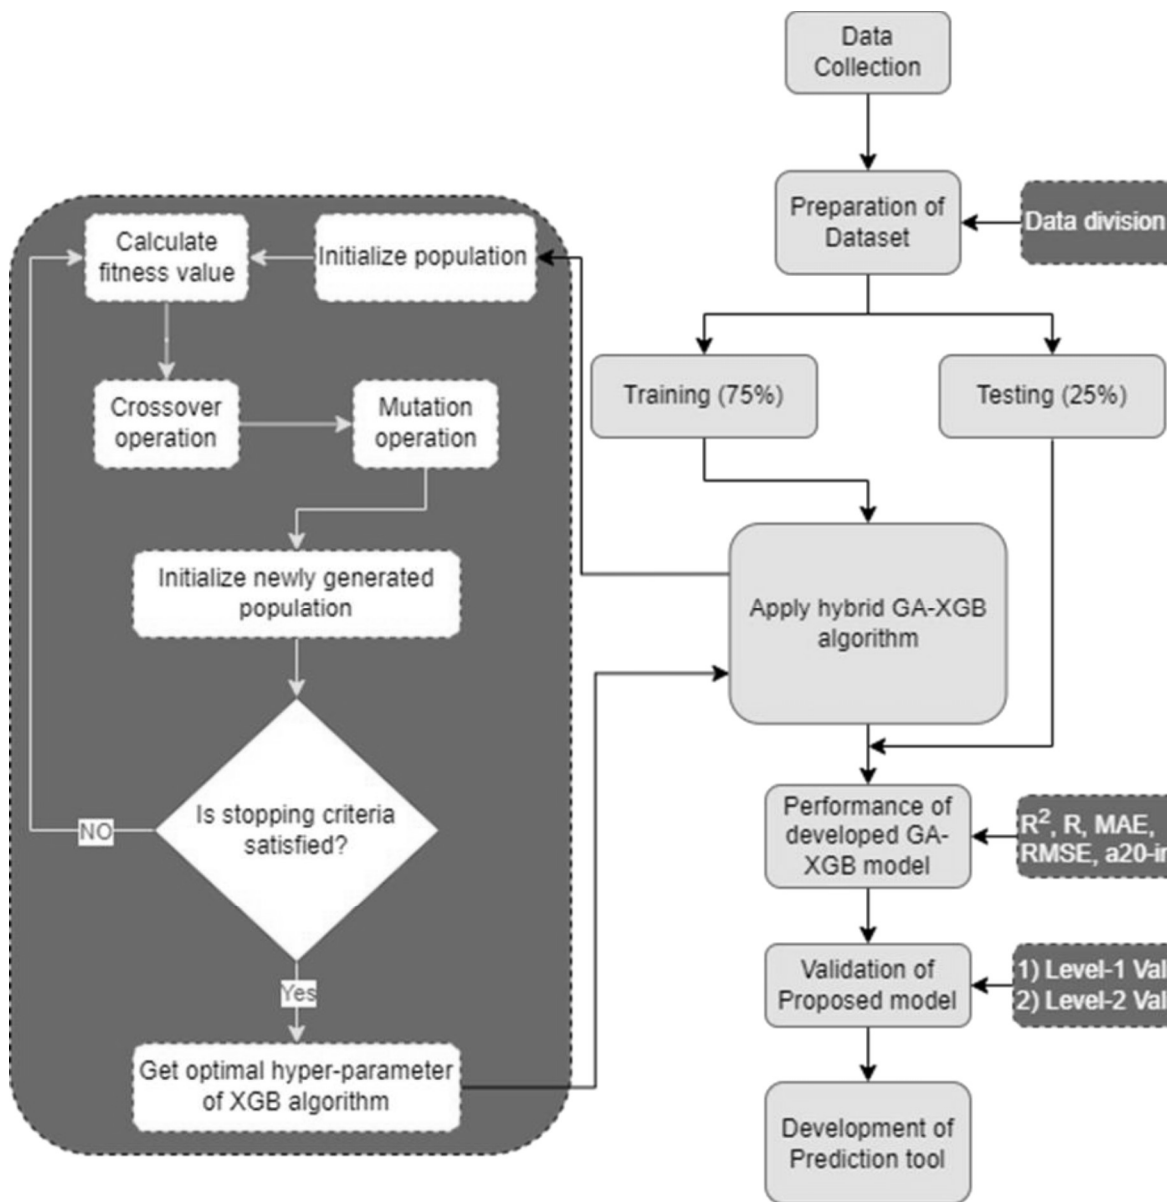 Data
Collection
Preparation of
Dataset
Data division
Training (75%)
Testing (25%)
Apply hybrid GA-XGB
algorithm
Performance of
developed GA-
XGB model
R², R, MAE,
RMSE, a20-in
Validation of
Proposed model
1) Level-1 Val
2) Level-2 Val
Development of
Prediction tool
Initialize population
Calculate
fitness value
Crossover
operation
Mutation
operation
Initialize newly generated
population
Is stopping criteria
satisfied?
NO
Yes
Get optimal hyper-parameter
of XGB algorithm